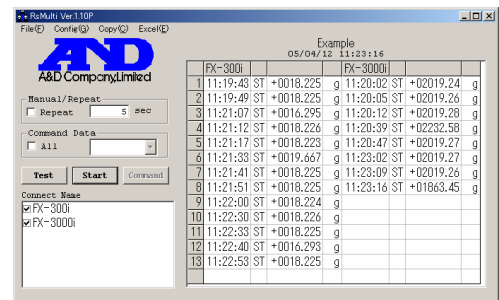 RsMulti Ver.1.10P
File(F) Config(G) Copy(C) Excel(E)
AND
A&D Company,Limited
Manual/Repeat
Repeat 5 sec
Command Data
All
Test Start Command
Connect Name
FX-300i
FX-3000i
Example
05/04/12 11:23:16
FX-300i FX-3000i
1 11:19:43 ST +0018.225 g 11:20:02 ST +02019.24 g
2 11:19:49 ST +0018.225 g 11:20:05 ST +02019.26 g
3 11:21:07 ST +0016.295 g 11:20:12 ST +02019.28 g
4 11:21:12 ST +0018.226 g 11:20:39 ST +02232.58 g
5 11:21:17 ST +0018.223 g 11:20:47 ST +02019.27 g
6 11:21:33 ST +0019.667 g 11:23:02 ST +02019.27 g
7 11:21:41 ST +0018.225 g 11:23:09 ST +02019.26 g
8 11:21:51 ST +0018.225 g 11:23:16 ST +01863.45 g
9 11:22:00 ST +0018.224 g
10 11:22:30 ST +0018.226 g
11 11:22:33 ST +0018.225 g
12 11:22:40 ST +0016.293 g
13 11:22:53 ST +0018.225 g